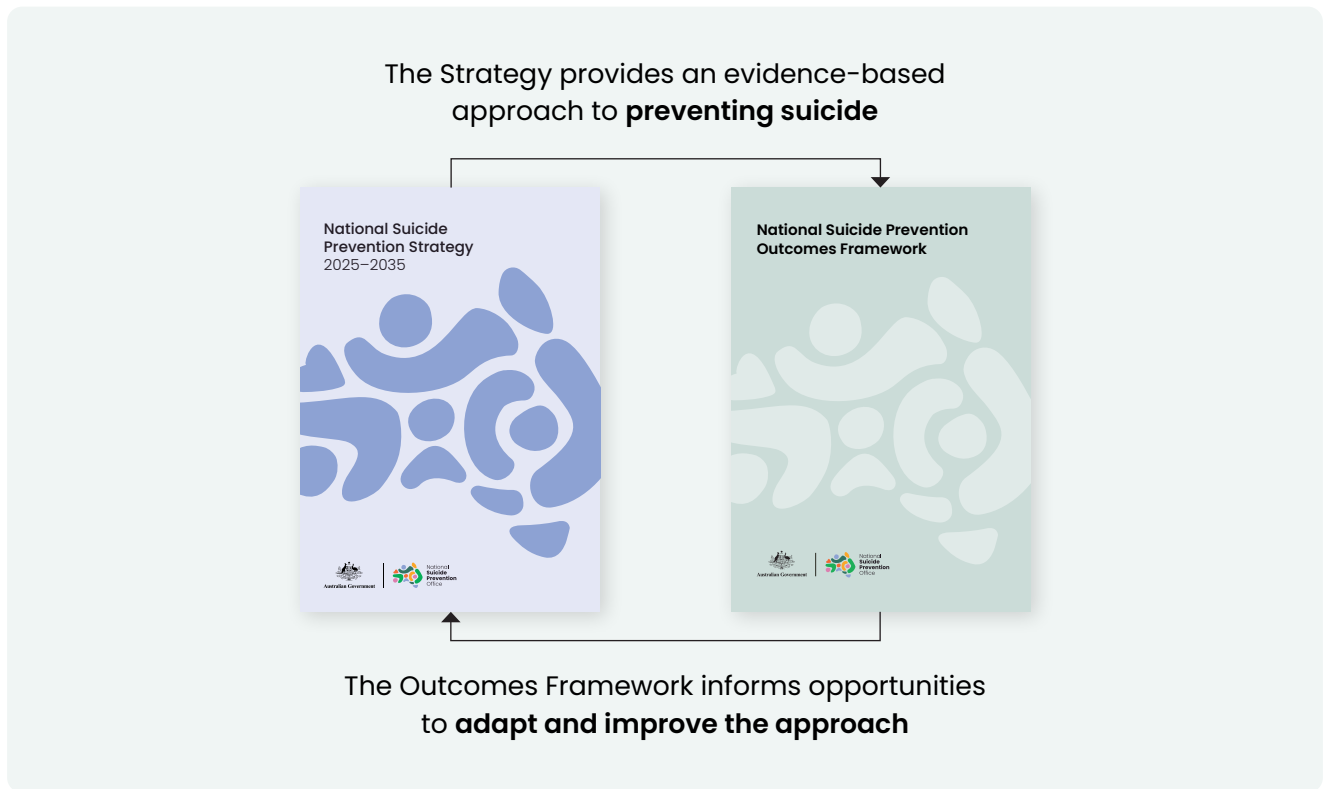 The Strategy provides an evidence-based
approach to preventing suicide
National Suicide
Prevention Strategy
2025–2035
Australian Government
National
Suicide
Prevention
Office
National Suicide Prevention
Outcomes Framework
Australian Government
National
Suicide
Prevention
Office
The Outcomes Framework informs opportunities
to adapt and improve the approach